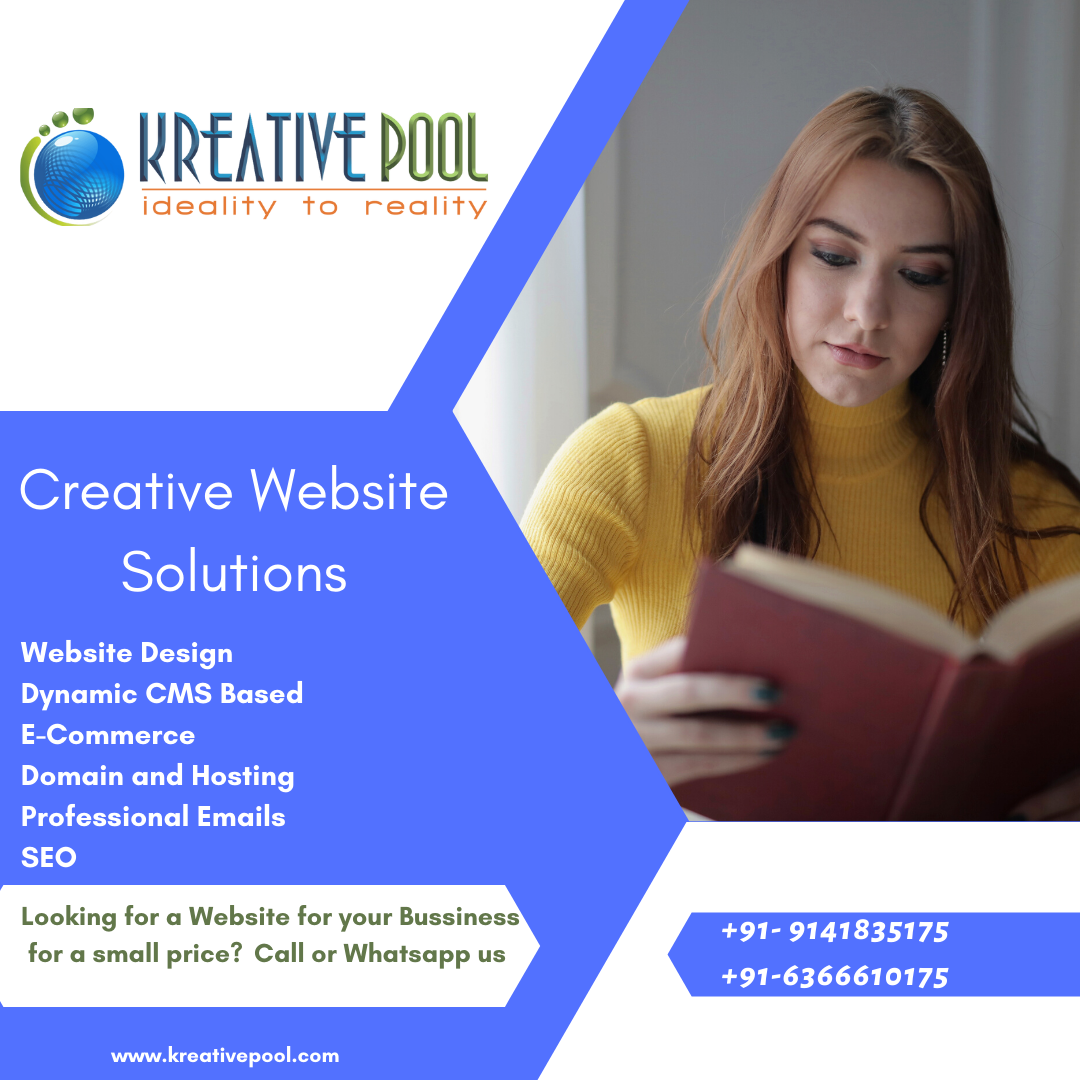 KREATIVE POOL
ideality to reality
Creative Website
Solutions
Website Design
Dynamic CMS Based
E-Commerce
Domain and Hosting
Professional Emails
SEO
Looking for a Website for your Bussiness
for a small price? Call or Whatsapp us
+91- 9141835175
+91-6366610175
www.kreativepool.com